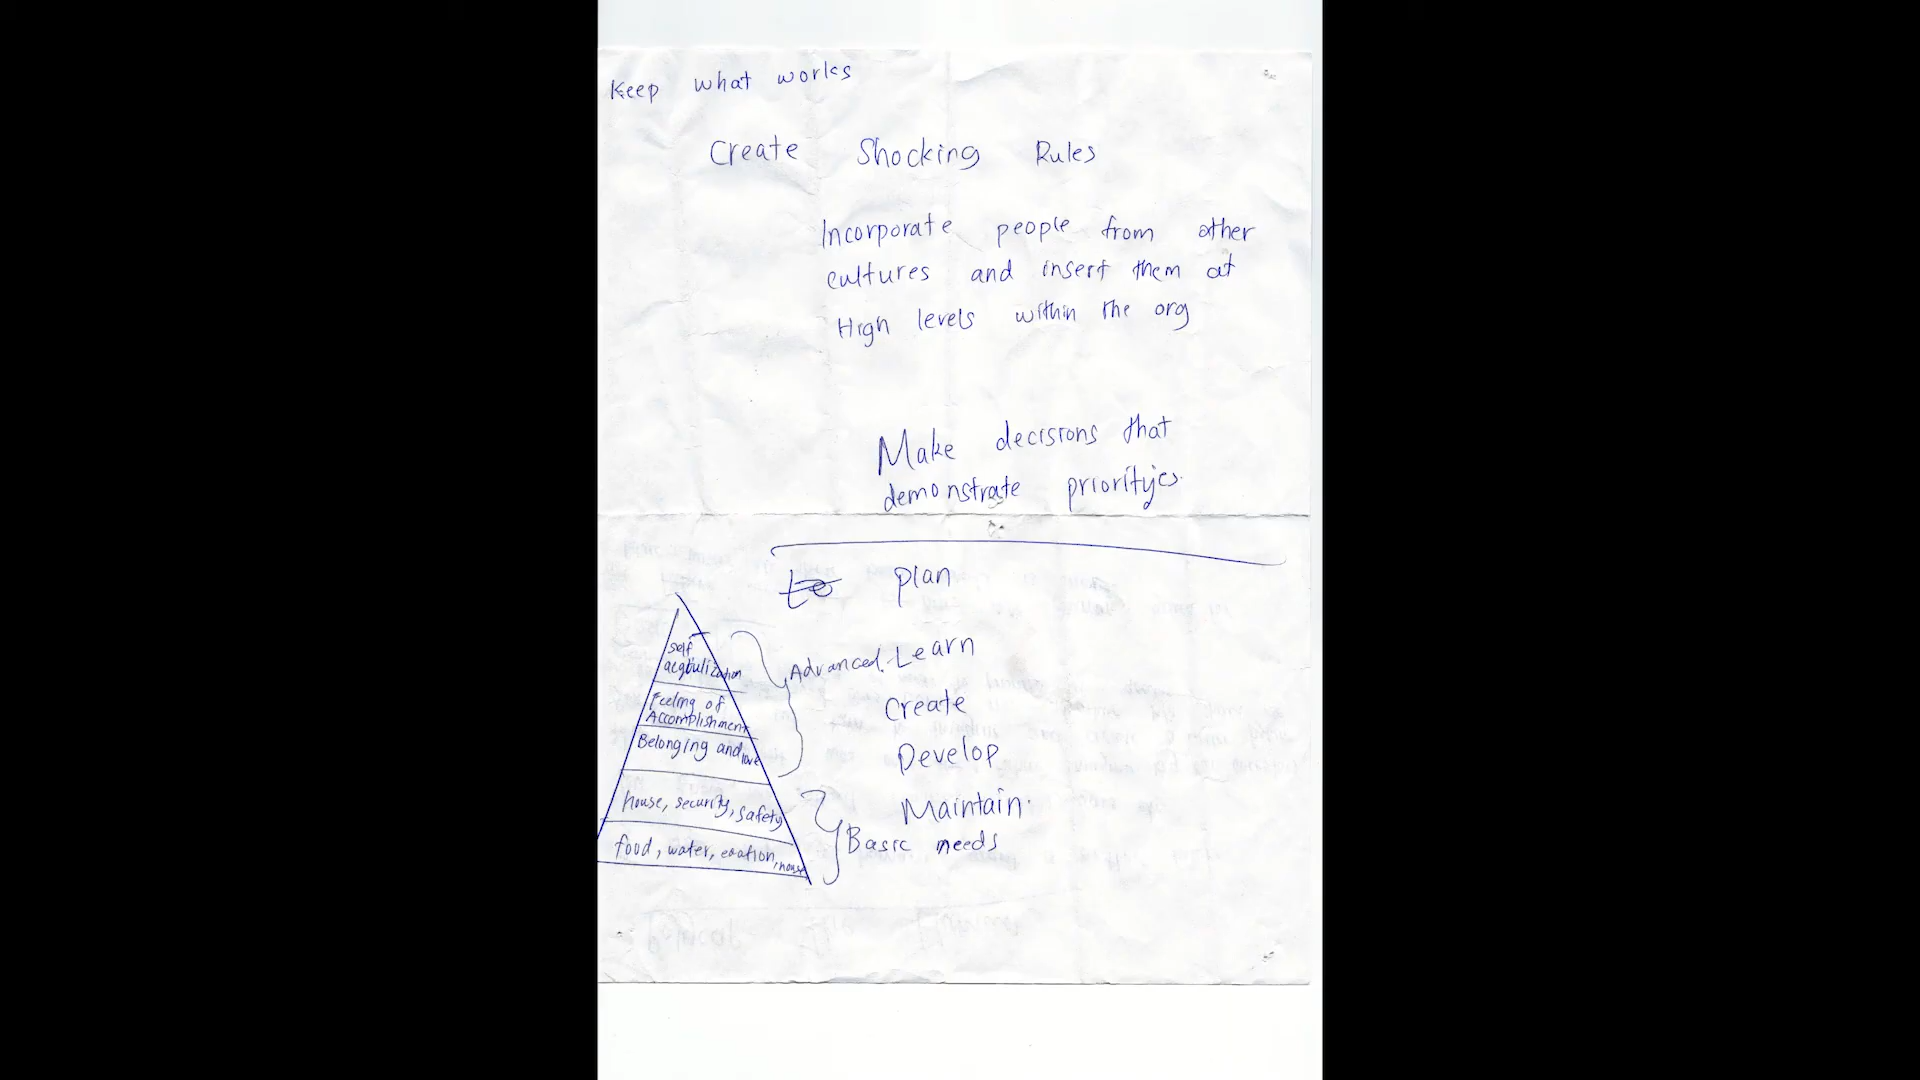 Keep what works
Create Shocking Rules
Incorporate people from other
cultures and insert them at
High levels within the org
Make decisions that
demonstrate priorities.
to plan
Self
Feeling of
Accomplishment
Belonging and love
house, security, safety
food, water, house
Advanced.
Learn
Create
Develop
Maintain.
Basic needs